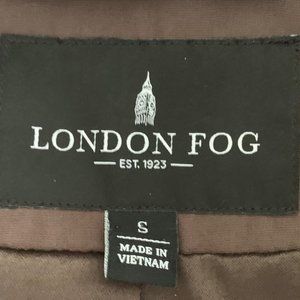 LONDON FOG
EST. 1923
S
MADE IN
VIETNAM